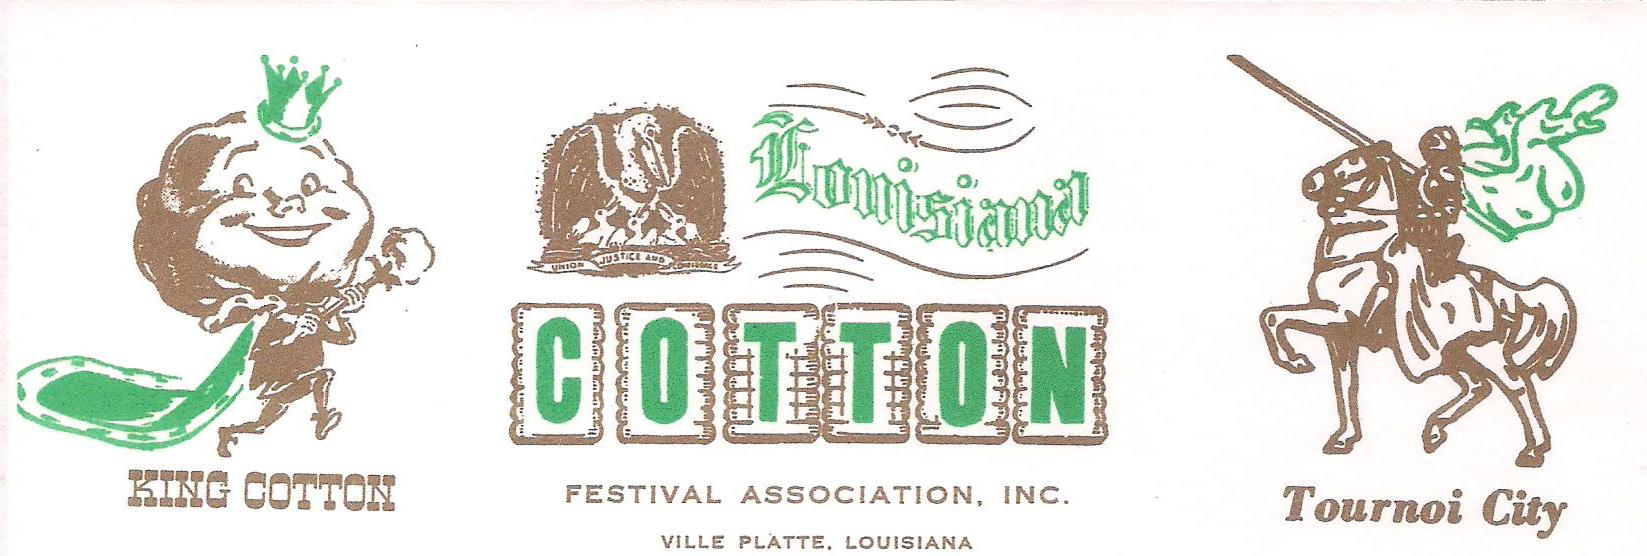 Louisiana
UNION JUSTICE AND CONFIDENCE
COTTON
KING COTTON
FESTIVAL ASSOCIATION, INC.
VILLE PLATTE, LOUISIANA
Tournoi City